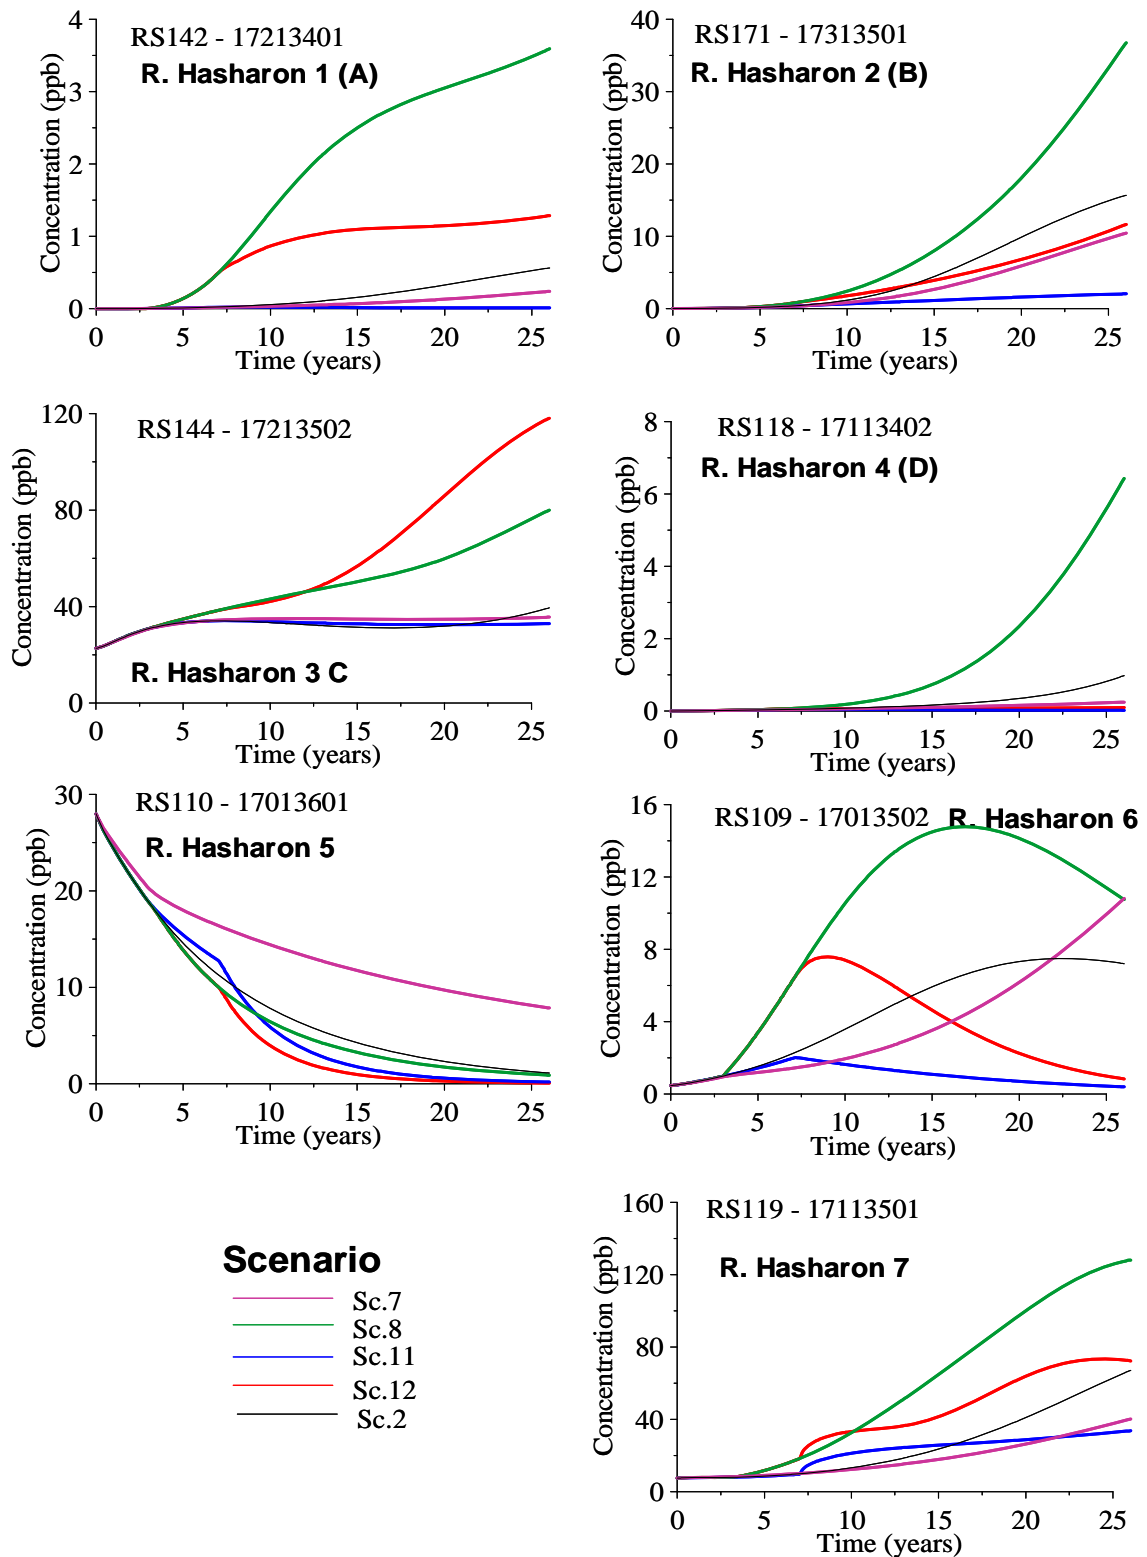 RS142 - 17213401
R. Hasharon 1 (A)
Concentration (ppb)
4
3
2
1
0
0 5 10 15 20 25
Time (years)
RS171 - 17313501
R. Hasharon 2 (B)
Concentration (ppb)
40
30
20
10
0
0 5 10 15 20 25
Time (years)
RS144 - 17213502
R. Hasharon 3 C
Concentration (ppb)
120
80
40
0
0 5 10 15 20 25
Time (years)
RS118 - 17113402
R. Hasharon 4 (D)
Concentration (ppb)
8
6
4
2
0
0 5 10 15 20 25
Time (years)
RS110 - 17013601
R. Hasharon 5
Concentration (ppb)
30
20
10
0
0 5 10 15 20 25
Time (years)
RS109 - 17013502 R. Hasharon 6
Concentration (ppb)
16
12
8
4
0
0 5 10 15 20 25
Time (years)
Scenario
Sc.7
Sc.8
Sc.11
Sc.12
Sc.2
RS119 - 17113501
R. Hasharon 7
Concentration (ppb)
160
120
80
40
0
0 5 10 15 20 25
Time (years)